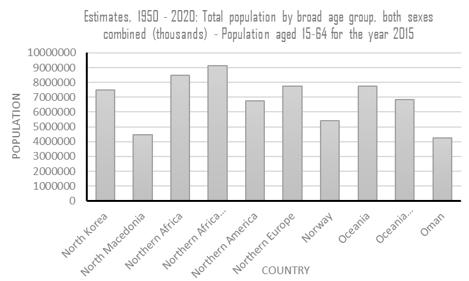 Estimates, 1950 - 2020: Total population by broad age group, both sexes
combined (thousands) - Population aged 15-64 for the year 2015
10000000
9000000
8000000
7000000
6000000
5000000
4000000
3000000
2000000
1000000
0
POPULATION
North Korea
North Macedonia
Northern Africa
Northern Africa...
Northern America
Northern Europe
Norway
Oceania
Oceania...
Oman
COUNTRY